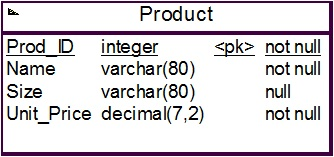 Product
Prod_ID integer <pk> not null
Name varchar(80) not null
Size varchar(80) null
Unit_Price decimal(7,2) not null